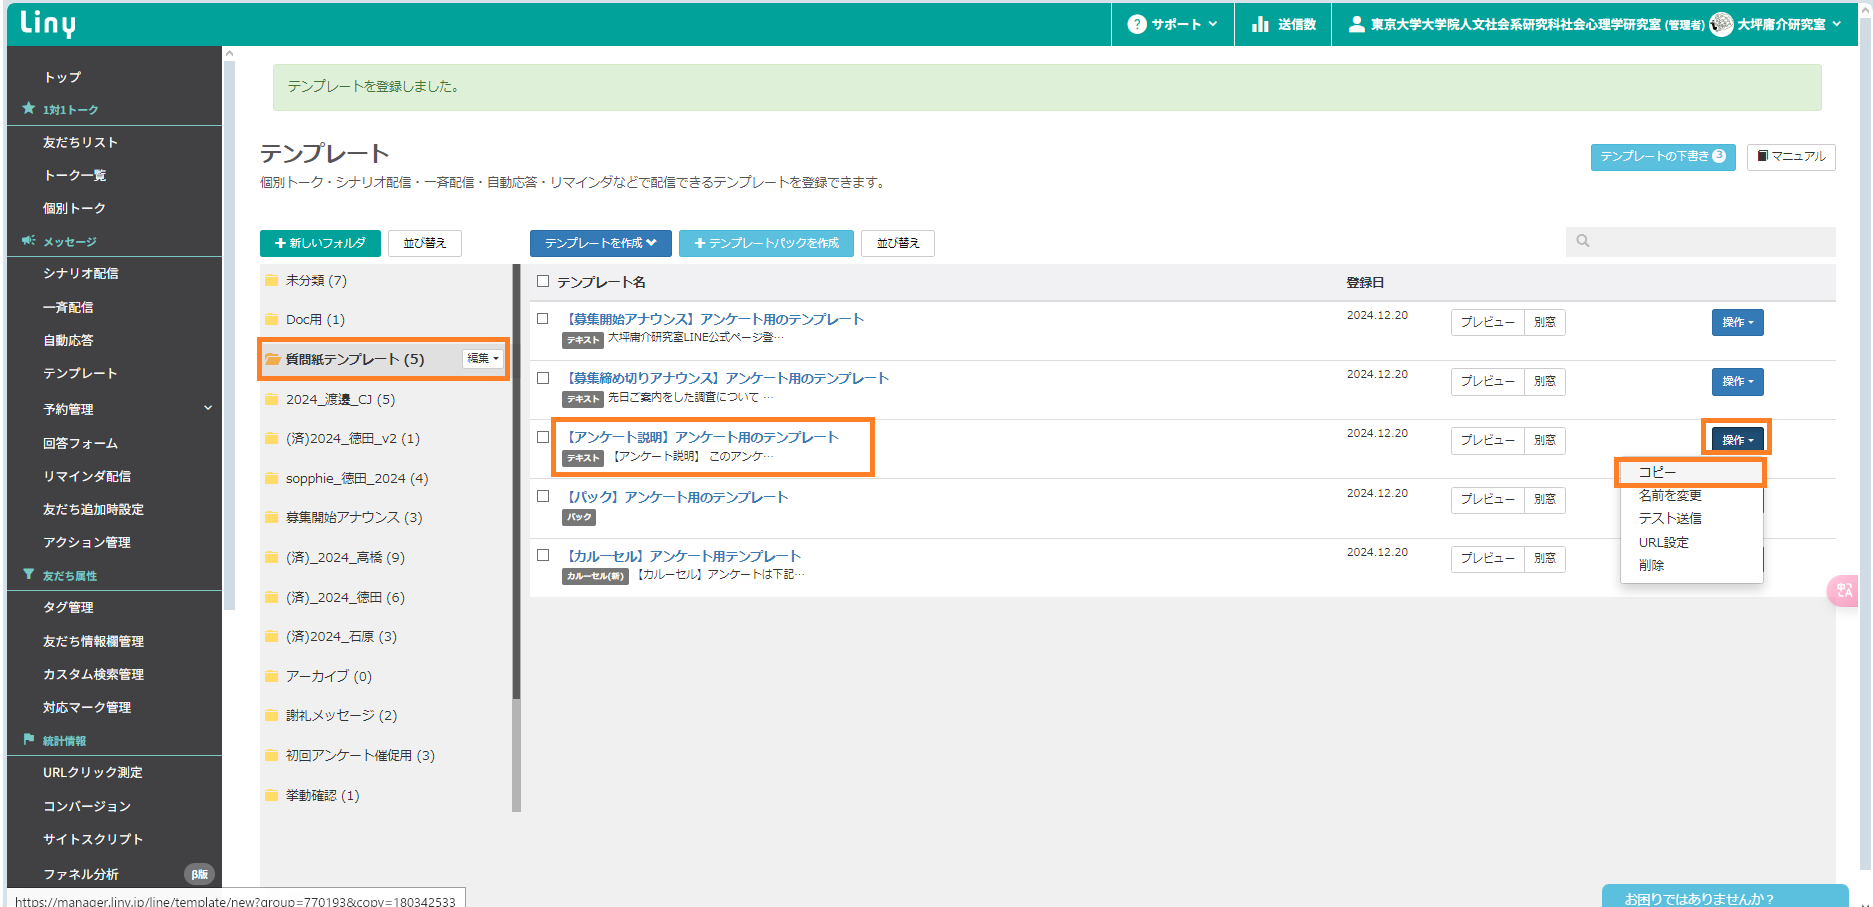 Liny
サポート
送信数
東京大学大学院人文社会系研究科社会心理学研究室 (管理者) 大坪庸介研究室
トップ
1対1トーク
友だちリスト
トーク一覧
個別トーク
メッセージ
シナリオ配信
一斉配信
自動応答
テンプレート
予約管理
回答フォーム
リマインダ配信
友だち追加時設定
アクション管理
友だち属性
タグ管理
友だち情報欄管理
カスタム検索管理
対応マーク管理
統計情報
URLクリック測定
コンバージョン
サイトスクリプト
ファネル分析 β版
テンプレートを登録しました。
テンプレート
個別トーク・シナリオ配信・一斉配信・自動応答・リマインダなどで配信できるテンプレートを登録できます。
テンプレートの下書き 3 マニュアル
+ 新しいフォルダ 並び替え
テンプレートを作成 + テンプレートパックを作成 並び替え
未分類 (7)
Doc用 (1)
質問紙テンプレート (5) 編集
2024_渡邊_CJ (5)
(済)2024_徳田_v2 (1)
sopphie_徳田_2024 (4)
募集開始アナウンス (3)
(済)_2024_高橋 (9)
(済)_2024_徳田 (6)
(済)2024_石原 (3)
アーカイブ (0)
謝礼メッセージ (2)
初回アンケート催促用 (3)
挙動確認 (1)
テンプレート名 登録日
【募集開始アナウンス】アンケート用のテンプレート
テキスト 大坪庸介研究室LINE公式ページ登…
2024.12.20 プレビュー 別窓 操作
【募集締め切りアナウンス】アンケート用のテンプレート
テキスト 先日ご案内をした調査について …
2024.12.20 プレビュー 別窓 操作
【アンケート説明】アンケート用のテンプレート
テキスト 【アンケート説明】 このアンケ…
2024.12.20 プレビュー 別窓 操作
【パック】アンケート用のテンプレート
パック
2024.12.20 プレビュー 別窓
【カルーセル】アンケート用テンプレート
カルーセル(新) 【カルーセル】アンケートは下記…
2024.12.20 プレビュー 別窓
コピー
名前を変更
テスト送信
URL設定
削除
中A
お困りではありませんか？
https://manager.liny.jp/line/template/new?group=770193&copy=180342533